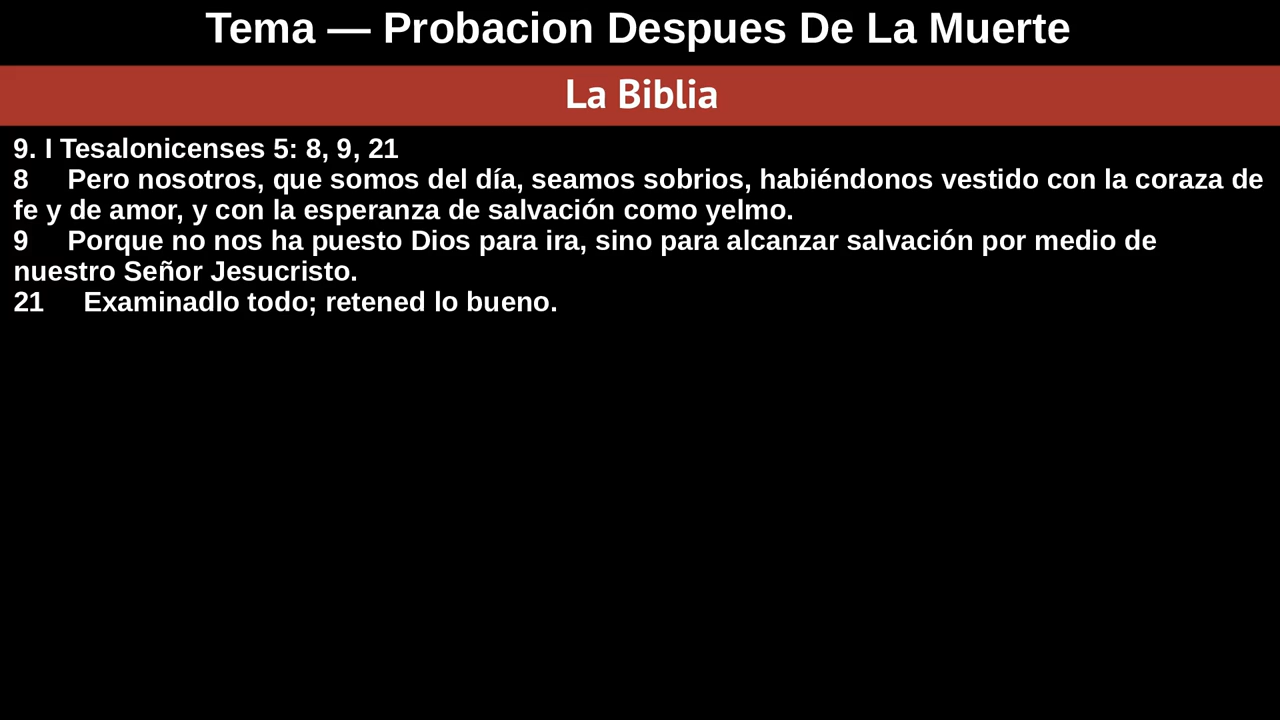 Tema — Probacion Despues De La Muerte
La Biblia
9. I Tesalonicenses 5: 8, 9, 21
8 Pero nosotros, que somos del día, seamos sobrios, habiéndonos vestido con la coraza de
fe y de amor, y con la esperanza de salvación como yelmo.
9 Porque no nos ha puesto Dios para ira, sino para alcanzar salvación por medio de
nuestro Señor Jesucristo.
21 Examinadlo todo; retened lo bueno.